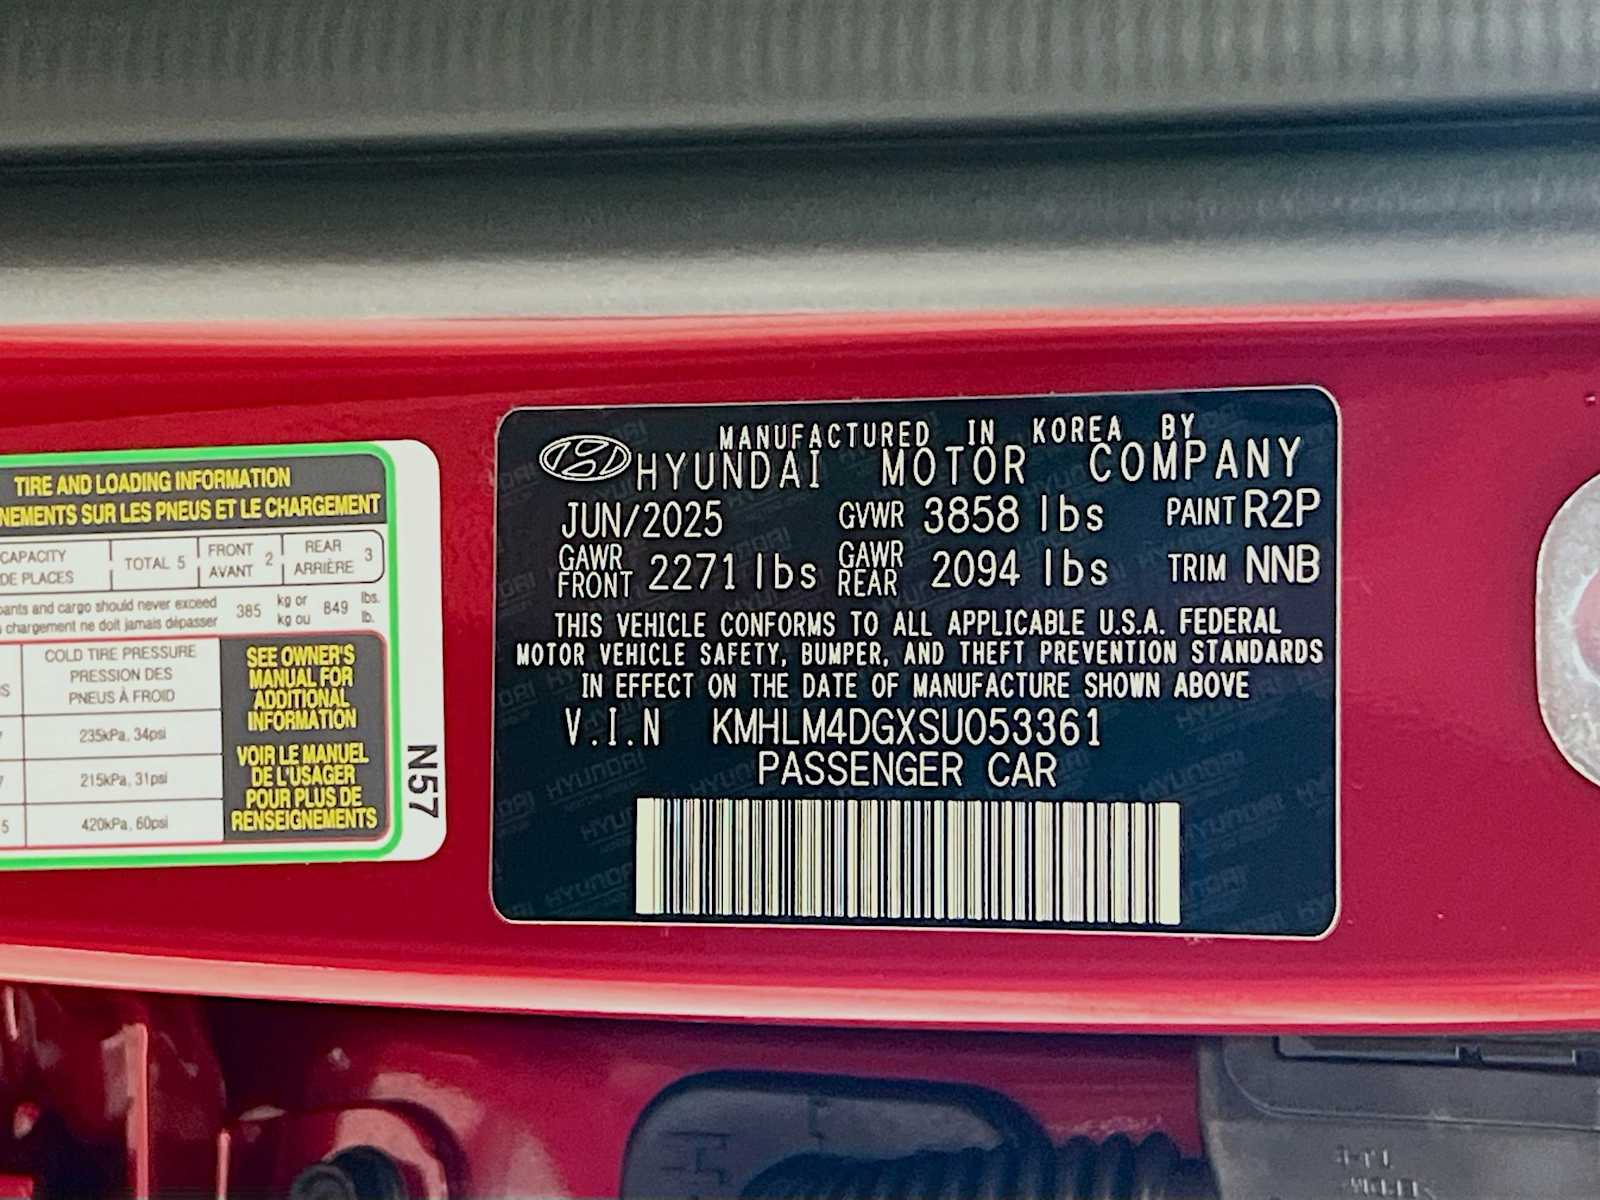 TIRE AND LOADING INFORMATION
NEMENTS SUR LES PNEUS ET LE CHARGEMENT
CAPACITY TOTAL 5 FRONT 2 REAR 3
DE PLACES AVANT ARRIÈRE
ants and cargo should never exceed 385 kg or 849 lbs.
chargement ne doit jamais dépasser kg ou lb.
COLD TIRE PRESSURE
PRESSION DES
PNEUS À FROID
235kPa, 34psi
215kPa, 31psi
5 420kPa, 60psi
SEE OWNER'S
MANUAL FOR
ADDITIONAL
INFORMATION
VOIR LE MANUEL
DE L'USAGER
POUR PLUS DE
RENSEIGNEMENTS
N57
MANUFACTURED IN KOREA BY
HYUNDAI MOTOR COMPANY
JUN/2025 GVWR 3858 lbs PAINT R2P
GAWR FRONT 2271 lbs GAWR REAR 2094 lbs TRIM NNB
THIS VEHICLE CONFORMS TO ALL APPLICABLE U.S.A. FEDERAL
MOTOR VEHICLE SAFETY, BUMPER, AND THEFT PREVENTION STANDARDS
IN EFFECT ON THE DATE OF MANUFACTURE SHOWN ABOVE
V.I.N KMHLM4DGXSU053361
PASSENGER CAR